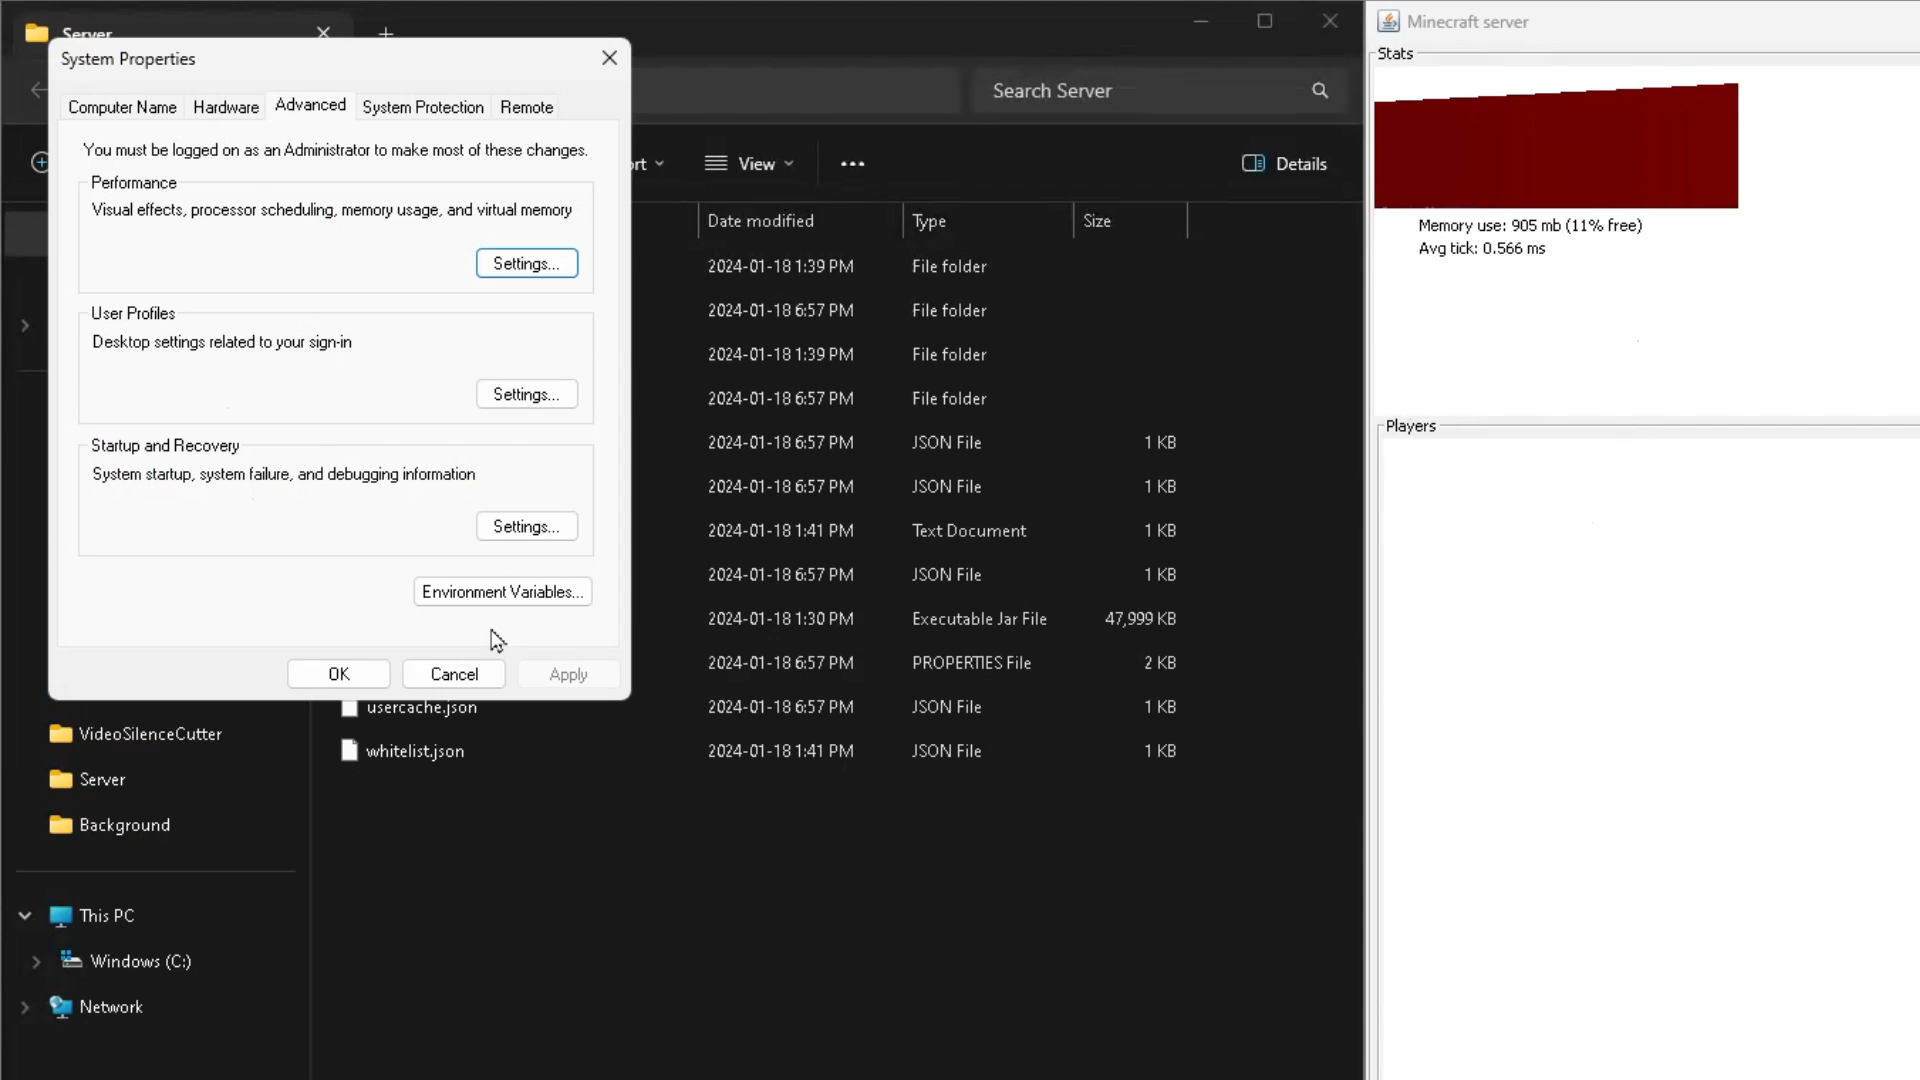 Server
System Properties
Computer Name
Hardware
Advanced
System Protection
Remote
You must be logged on as an Administrator to make most of these changes.
Performance
Visual effects, processor scheduling, memory usage, and virtual memory
Settings...
User Profiles
Desktop settings related to your sign-in
Settings...
Startup and Recovery
System startup, system failure, and debugging information
Settings...
Environment Variables...
OK
Cancel
Apply
Search Server
rt
View
Details
Date modified
Type
Size
2024-01-18 1:39 PM File folder
2024-01-18 6:57 PM File folder
2024-01-18 1:39 PM File folder
2024-01-18 6:57 PM File folder
2024-01-18 6:57 PM JSON File 1 KB
2024-01-18 6:57 PM JSON File 1 KB
2024-01-18 1:41 PM Text Document 1 KB
2024-01-18 6:57 PM JSON File 1 KB
2024-01-18 1:30 PM Executable Jar File 47,999 KB
2024-01-18 6:57 PM PROPERTIES File 2 KB
usercache.json 2024-01-18 6:57 PM JSON File 1 KB
whitelist.json 2024-01-18 1:41 PM JSON File 1 KB
VideoSilenceCutter
Server
Background
This PC
Windows (C:)
Network
Minecraft server
Stats
Memory use: 905 mb (11% free)
Avg tick: 0.566 ms
Players